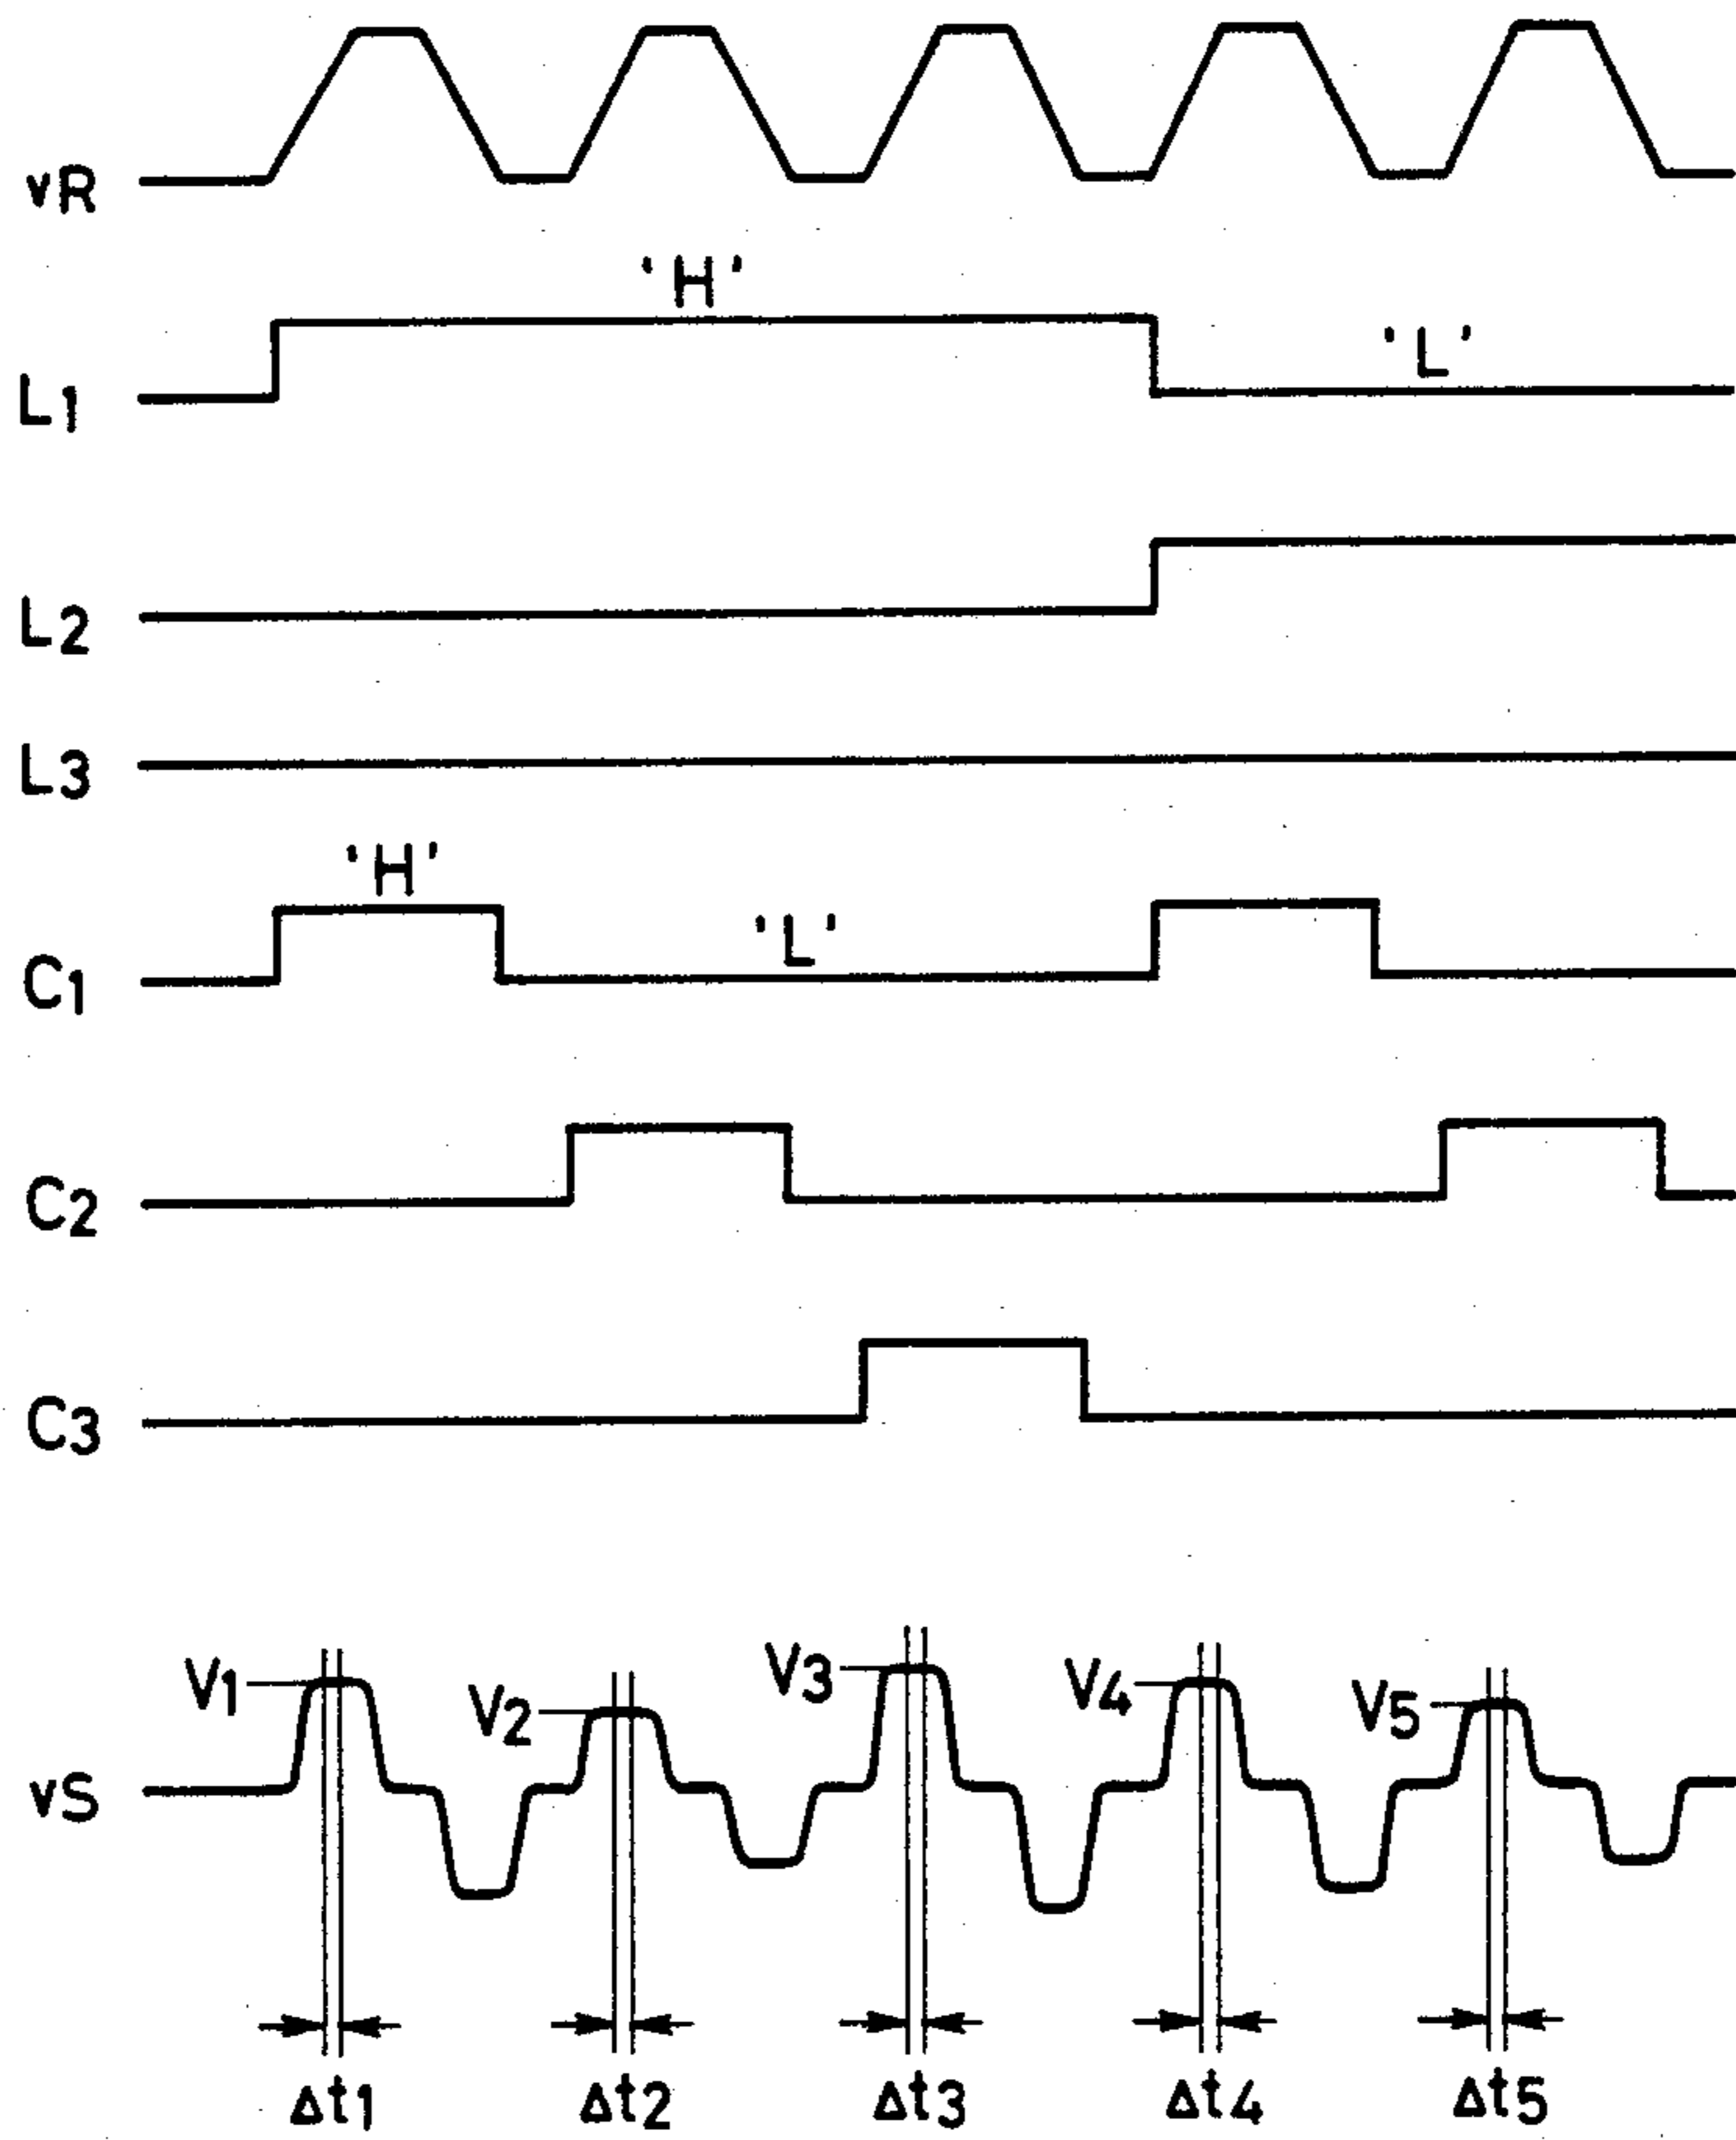 vR
'H'
'L'
L1
L2
L3
'H'
'L'
C1
C2
C3
V1
V2
V3
V4
V5
vS
Δt1
Δt2
Δt3
Δt4
Δt5